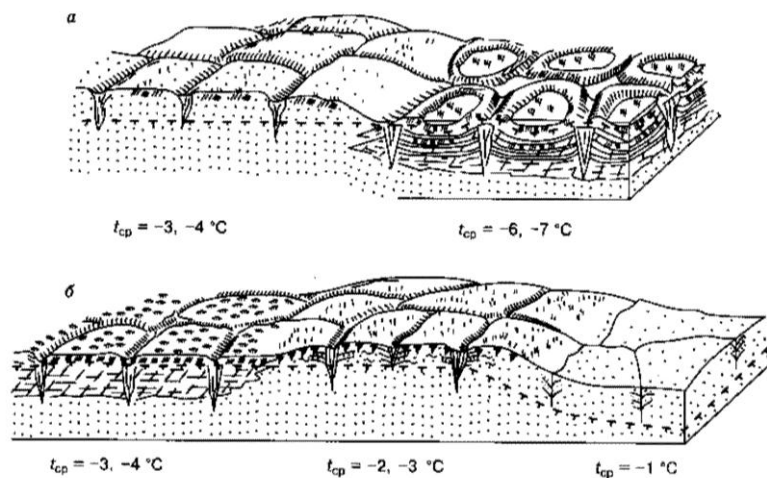 а
t_ср = −3, −4 °C
t_ср = −6, −7 °C
б
t_ср = −3, −4 °C
t_ср = −2, −3 °C
t_ср = −1 °C